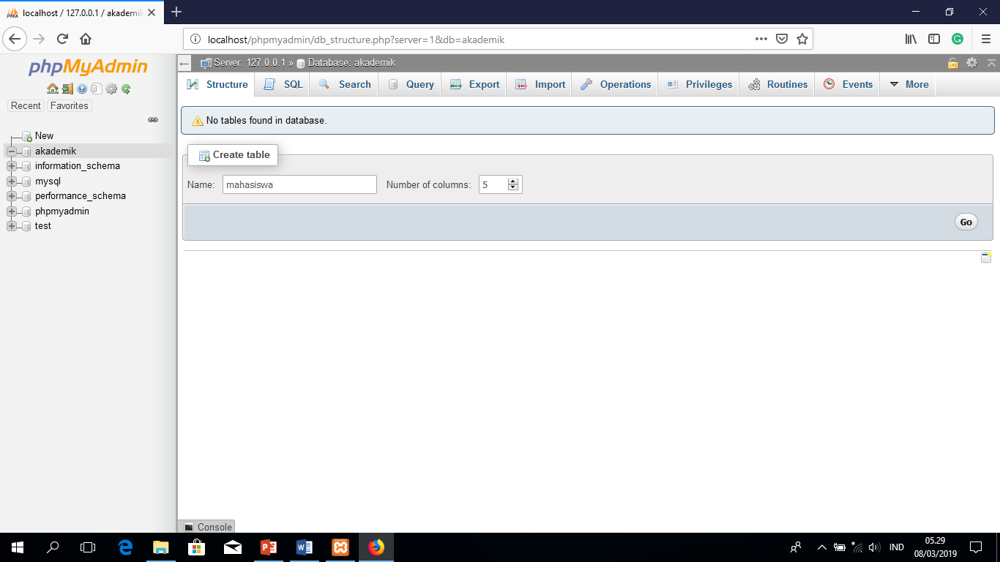 localhost / 127.0.0.1 / akademik
localhost/phpmyadmin/db_structure.php?server=1&db=akademik
phpMyAdmin
Recent Favorites
New
akademik
information_schema
mysql
performance_schema
phpmyadmin
test
Server: 127.0.0.1 » Database: akademik
Structure SQL Search Query Export Import Operations Privileges Routines Events More
No tables found in database.
Create table
Name: mahasiswa Number of columns: 5
Go
Console
IND
05.29
08/03/2019